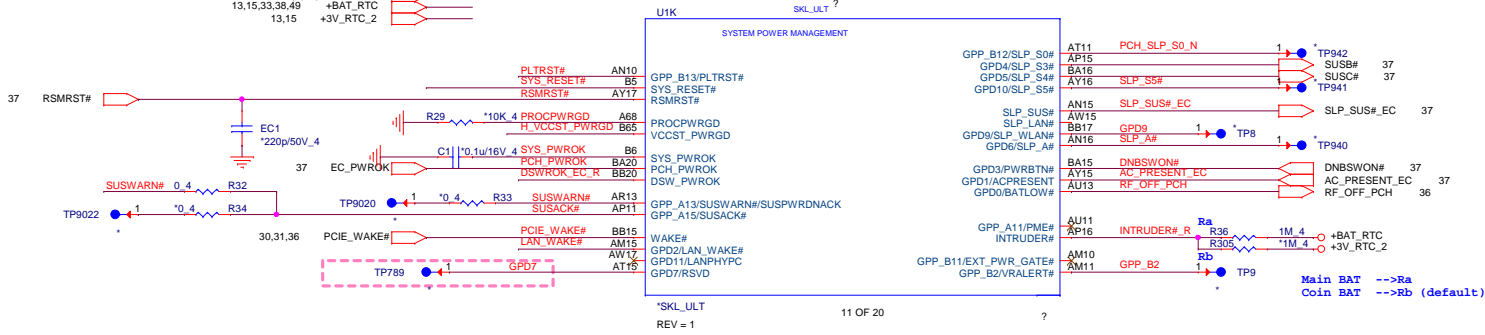 13,15,33,38,49 +BAT_RTC
13,15 +3V_RTC_2
U1K
SKL_ULT
?
SYSTEM POWER MANAGEMENT
PLTRST# AN10 GPP_B13/PLTRST#
SYS_RESET# B5 SYS_RESET#
37 RSMRST# RSMRST# AY17 RSMRST#
EC1
*220p/50V_4
R29 *10K_4 PROCPWRGD A68 PROCPWRGD
H_VCCST_PWRGD B65 VCCST_PWRGD
C1 *0.1u/16V_4 SYS_PWROK B6 SYS_PWROK
37 EC_PWROK PCH_PWROK BA20 PCH_PWROK
DSWROK_EC_R BB20 DSW_PWROK
SUSWARN# 0_4 R32
TP9022 1 *0_4 R34
*
TP9020 1 *0_4 R33 SUSWARN# AR13 GPP_A13/SUSWARN#/SUSPWRDNACK
*
SUSACK# AP11 GPP_A15/SUSACK#
30,31,36 PCIE_WAKE# BB15 WAKE#
LAN_WAKE# AM15 GPD2/LAN_WAKE#
AW17 GPD11/LANPHYPC
TP789 1 GPD7 AT15 GPD7/RSVD
*
GPP_B12/SLP_S0# AT11 PCH_SLP_S0_N 1 * TP942
GPD4/SLP_S3# AP15 SUSB# 37
GPD5/SLP_S4# BA16 SUSC# 37
GPD10/SLP_S5# AY16 SLP_S5# 1 * TP941
SLP_SUS# AN15 SLP_SUS#_EC SLP_SUS#_EC 37
SLP_LAN# AW15
GPD9/SLP_WLAN# BB17 GPD9 1 *TP8
GPD6/SLP_A# AN16 SLP_A# 1 * TP940
GPD3/PWRBTN# BA15 DNBSWON# DNBSWON# 37
GPD1/ACPRESENT AY15 AC_PRESENT_EC AC_PRESENT_EC 37
GPD0/BATLOW# AU13 RF_OFF_PCH RF_OFF_PCH 36
GPP_A11/PME# AU11
INTRUDER# AP16 INTRUDER#_R
Ra
R36 1M_4 +BAT_RTC
R305 *1M_4 +3V_RTC_2
Rb
GPP_B11/EXT_PWR_GATE# AM10
GPP_B2/VRALERT# AM11 GPP_B2 1 TP9
*
Main BAT -->Ra
Coin BAT -->Rb (default)
*SKL_ULT
REV = 1
11 OF 20
?